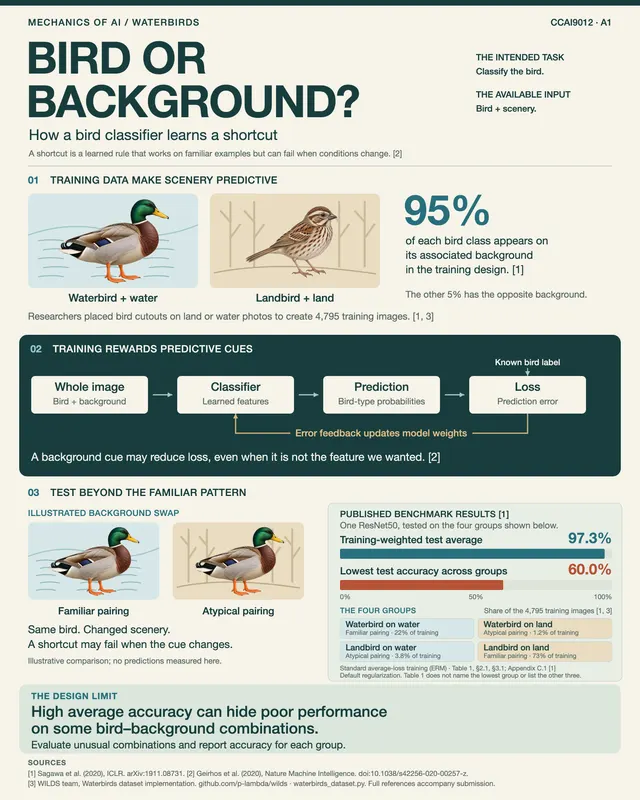 MECHANICS OF AI / WATERBIRDS
CCAI9012 · A1
BIRD OR
BACKGROUND?
How a bird classifier learns a shortcut
A shortcut is a learned rule that works on familiar examples but can fail when conditions change. [2]
THE INTENDED TASK
Classify the bird.
THE AVAILABLE INPUT
Bird + scenery.
01 TRAINING DATA MAKE SCENERY PREDICTIVE
Waterbird + water
Landbird + land
95%
of each bird class appears on
its associated background
in the training design. [1]
The other 5% has the opposite background.
Researchers placed bird cutouts on land or water photos to create 4,795 training images. [1, 3]
02 TRAINING REWARDS PREDICTIVE CUES
Known bird label
Whole image
Bird + background
Classifier
Learned features
Prediction
Bird-type probabilities
Loss
Prediction error
Error feedback updates model weights
A background cue may reduce loss, even when it is not the feature we wanted. [2]
03 TEST BEYOND THE FAMILIAR PATTERN
ILLUSTRATED BACKGROUND SWAP
Familiar pairing
Atypical pairing
Same bird. Changed scenery.
A shortcut may fail when the cue changes.
Illustrative comparison; no predictions measured here.
PUBLISHED BENCHMARK RESULTS [1]
One ResNet50, tested on the four groups shown below.
Training-weighted test average 97.3%
Lowest test accuracy across groups 60.0%
0% 50% 100%
THE FOUR GROUPS
Share of the 4,795 training images [1, 3]
Waterbird on water
Familiar pairing · 22% of training
Waterbird on land
Atypical pairing · 1.2% of training
Landbird on water
Atypical pairing · 3.8% of training
Landbird on land
Familiar pairing · 73% of training
Standard average-loss training (ERM) · Table 1, §2.1, §3.1; Appendix C.1 [1]
Default regularization. Table 1 does not name the lowest group or list the other three.
THE DESIGN LIMIT
High average accuracy can hide poor performance
on some bird–background combinations.
Evaluate unusual combinations and report accuracy for each group.
SOURCES
[1] Sagawa et al. (2020), ICLR. arXiv:1911.08731. [2] Geirhos et al. (2020), Nature Machine Intelligence. doi:10.1038/s42256-020-00257-z.
[3] WILDS team, Waterbirds dataset implementation. github.com/p-lambda/wilds · waterbirds_dataset.py. Full references accompany submission.